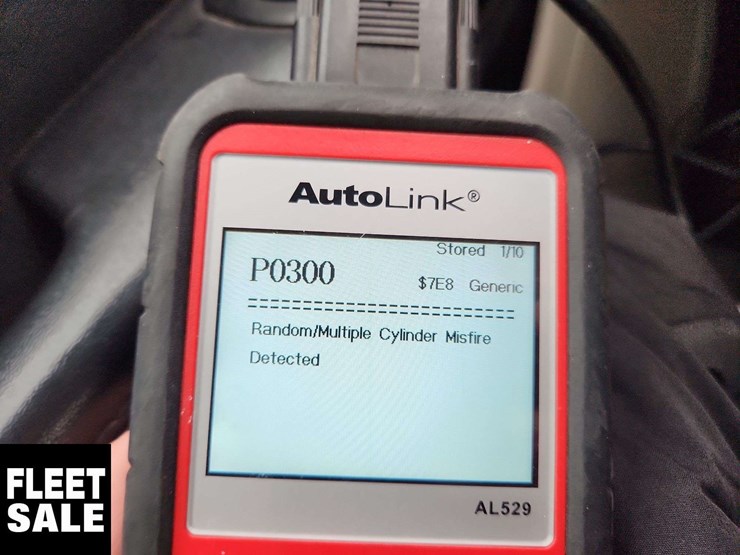 AutoLink®
Stored 1/10
P0300
$7E8 Generic
==========================
Random/Multiple Cylinder Misfire
Detected
AL529
FLEET
SALE